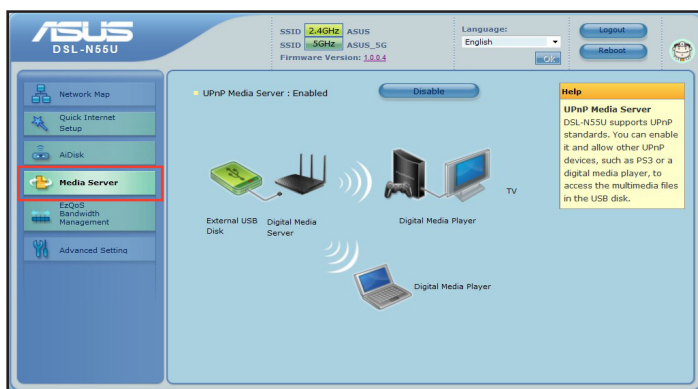 ASUS
DSL-N55U
SSID 2.4GHz ASUS
SSID 5GHz ASUS_5G
Firmware Version: 1.0.0.4
Language:
English
OK
Logout
Reboot
Network Map
Quick Internet
Setup
AiDisk
Media Server
EzQoS
Bandwidth
Management
Advanced Setting
UPnP Media Server : Enabled
Disable
External USB
Disk
Digital Media
Server
Digital Media Player
TV
Digital Media Player
Help
UPnP Media Server
DSL-N55U supports UPnP
standards. You can enable
it and allow other UPnP
devices, such as PS3 or a
digital media player, to
access the multimedia files
in the USB disk.